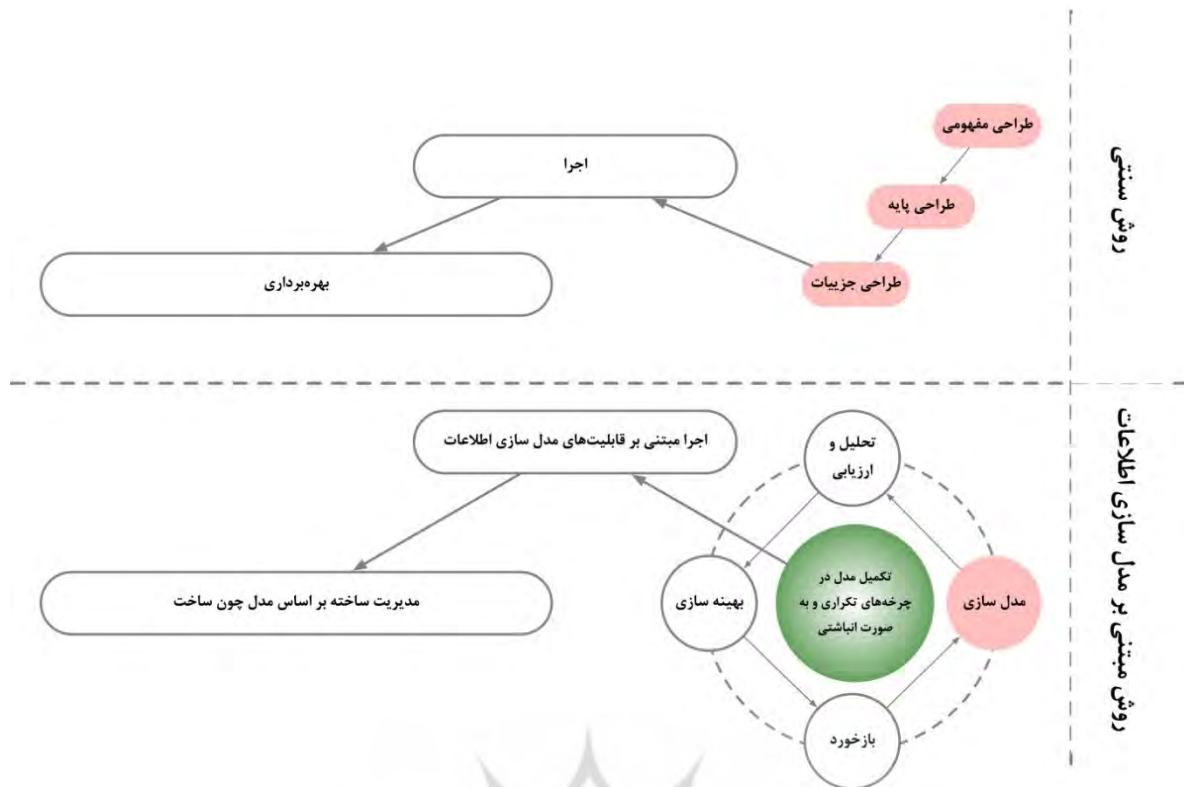 روش سنتی
طراحی مفهومی
طراحی پایه
طراحی جزییات
اجرا
بهره‌برداری
روش مبتنی بر مدل سازی اطلاعات
مدل سازی
تحلیل و
ارزیابی
بهینه سازی
بازخورد
تکمیل مدل در
چرخه‌های تکراری و به
صورت انباشتی
اجرا مبتنی بر قابلیت‌های مدل سازی اطلاعات
مدیریت ساخته بر اساس مدل چون ساخت